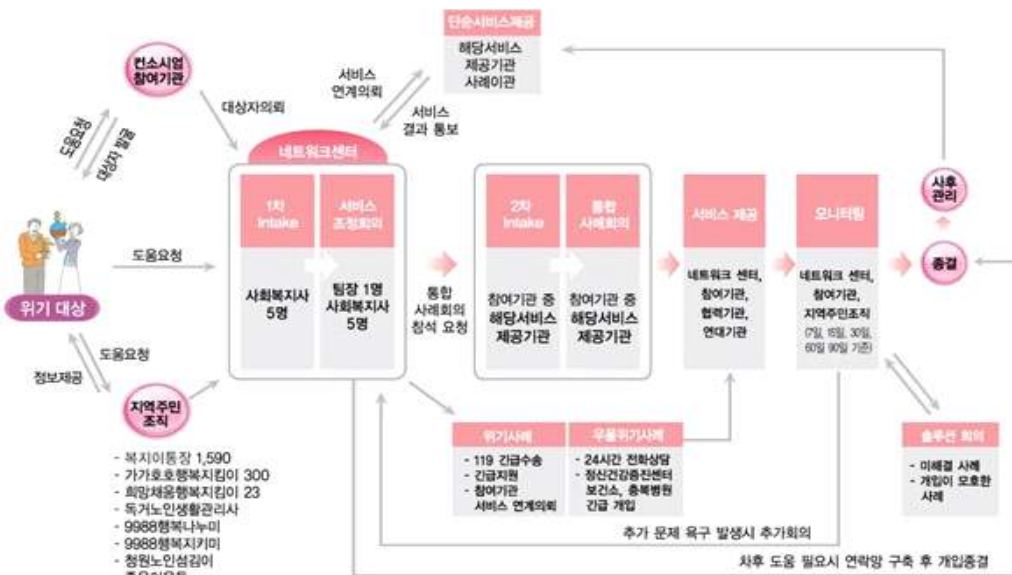 단순서비스제공
해당서비스
제공기관
사례이관
컨소시엄
참여기관
서비스
연계의뢰
서비스
결과 통보
대상자의뢰
도움요청
대상자 발굴
네트워크센터
1차
Intake
서비스
조정회의
사회복지사
5명
팀장 1명
사회복지사
5명
도움요청
위기 대상
통합
사례회의
참석 요청
2차
Intake
통합
사례회의
참여기관 중
해당서비스
제공기관
참여기관 중
해당서비스
제공기관
서비스 제공
네트워크 센터,
참여기관,
협력기관,
연대기관
모니터링
네트워크 센터,
참여기관,
지역주민조직
(7일, 15일, 30일,
60일 90일 기준)
사후
관리
종결
도움요청
정보제공
지역주민
조직
- 복지이통장 1,590
- 가가호호행복지킴이 300
- 희망채움행복지킴이 23
- 독거노인생활관리사
- 9988행복나누미
- 9988행복지키미
- 청원노인섬김이
위기사례
- 119 긴급수송
- 긴급지원
- 참여기관
서비스 연계의뢰
우울위기사례
- 24시간 전화상담
- 정신건강증진센터
보건소, 충북병원
긴급 개입
솔루션 회의
- 미해결 사례
- 개입이 모호한
사례
추가 문제 욕구 발생시 추가회의
차후 도움 필요시 연락망 구축 후 개입종결